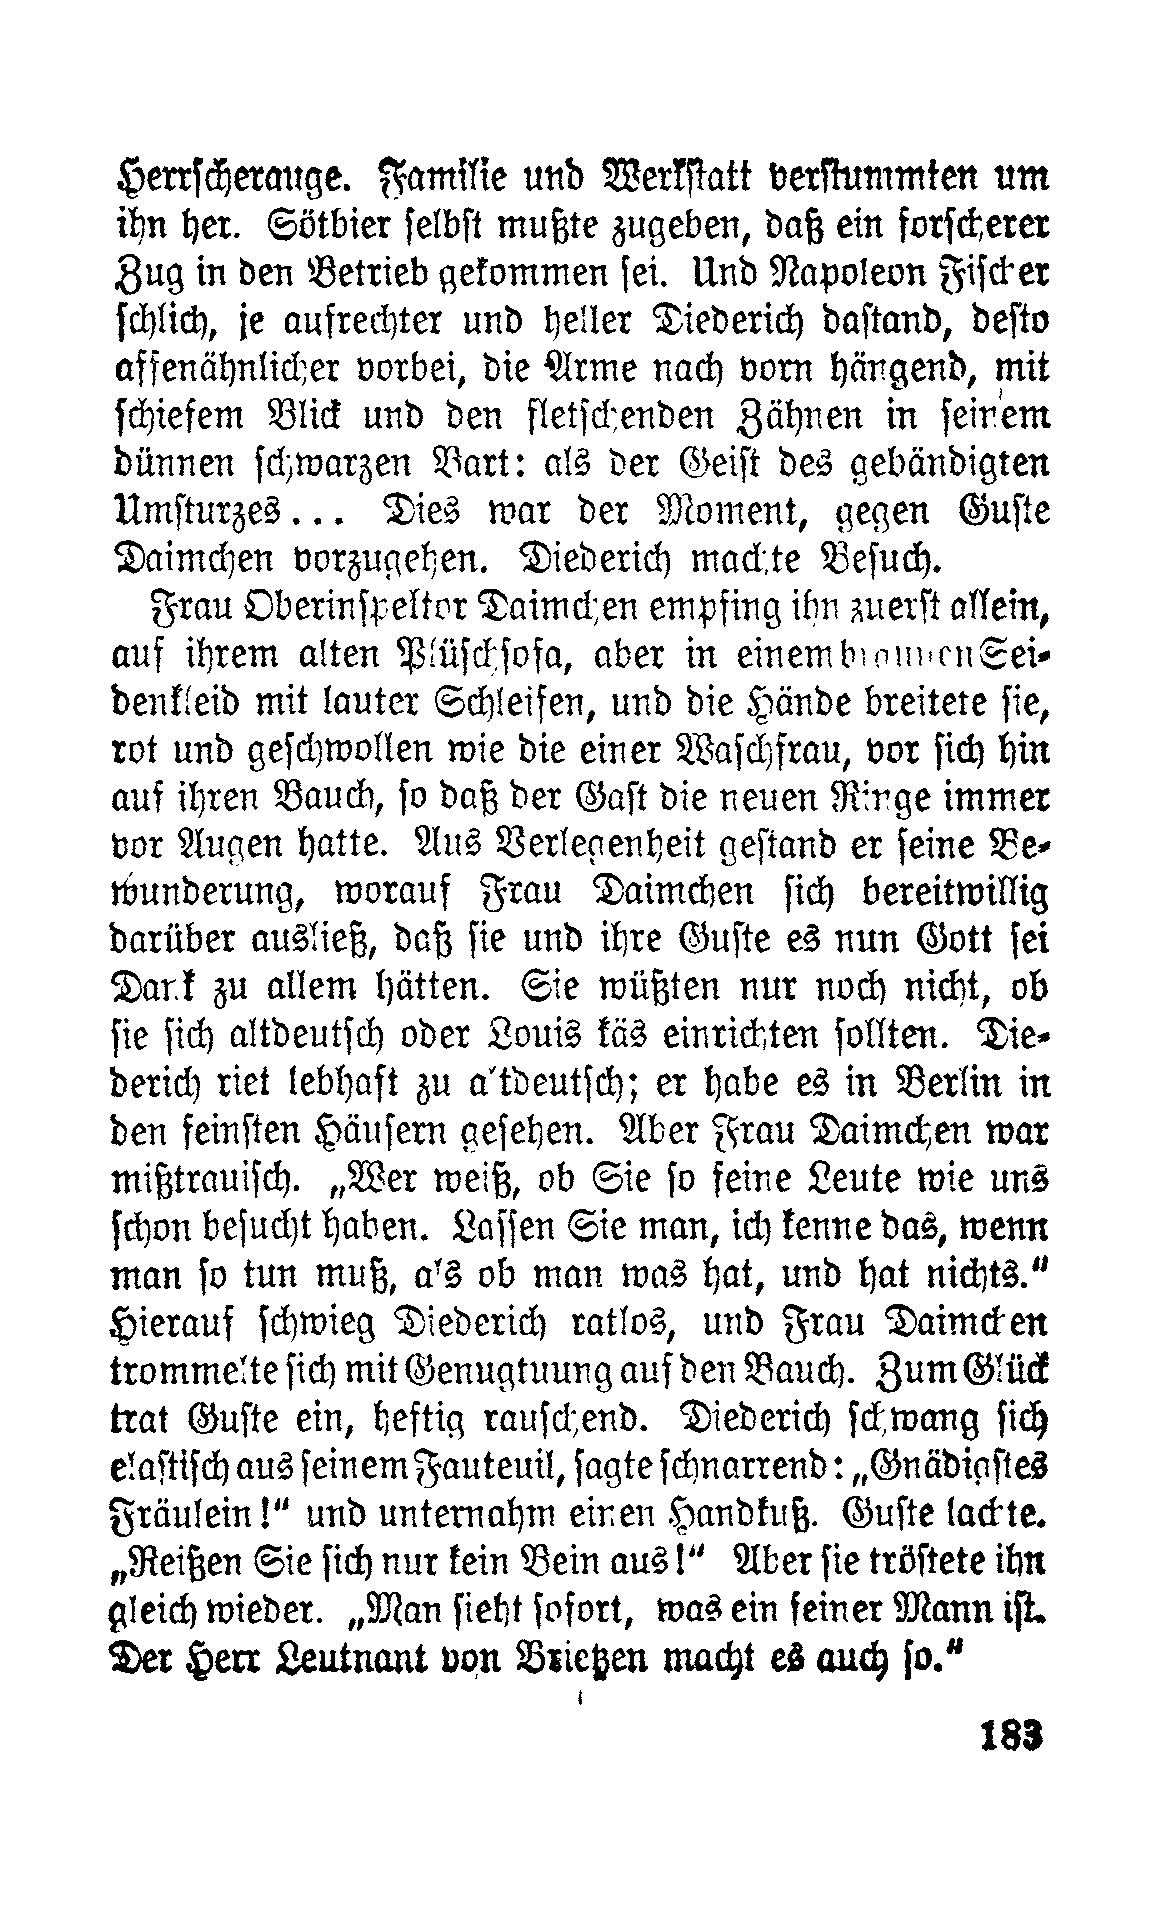 Herrscherauge. Familie und Werkstatt verstummten um
ihn her. Sötbier selbst mußte zugeben, daß ein forscherer
Zug in den Betrieb gekommen sei. Und Napoleon Fischer
schlich, je aufrechter und heller Diederich dastand, desto
affenähnlicher vorbei, die Arme nach vorn hängend, mit
schiefem Blick und den fletschenden Zähnen in seinem
dünnen schwarzen Bart: als der Geist des gebändigten
Umsturzes... Dies war der Moment, gegen Guste
Daimchen vorzugehen. Diederich machte Besuch.
Frau Oberinspektor Daimchen empfing ihn zuerst allein,
auf ihrem alten Plüschsofa, aber in einem braunen Sei-
denkleid mit lauter Schleifen, und die Hände breitete sie,
rot und geschwollen wie die einer Waschfrau, vor sich hin
auf ihren Bauch, so daß der Gast die neuen Ringe immer
vor Augen hatte. Aus Verlegenheit gestand er seine Be-
wunderung, worauf Frau Daimchen sich bereitwillig
darüber ausließ, daß sie und ihre Guste es nun Gott sei
Dank zu allem hätten. Sie wüßten nur noch nicht, ob
sie sich altdeutsch oder Louis käs einrichten sollten. Die-
derich riet lebhaft zu altdeutsch; er habe es in Berlin in
den feinsten Häusern gesehen. Aber Frau Daimchen war
mißtrauisch. „Wer weiß, ob Sie so feine Leute wie uns
schon besucht haben. Lassen Sie man, ich kenne das, wenn
man so tun muß, als ob man was hat, und hat nichts.“
Hierauf schwieg Diederich ratlos, und Frau Daimchen
trommelte sich mit Genugtuung auf den Bauch. Zum Glück
trat Guste ein, heftig rauschend. Diederich schwang sich
elastisch aus seinem Fauteuil, sagte schnarrend: „Gnädigstes
Fräulein!“ und unternahm einen Handkuß. Guste lachte.
„Reißen Sie sich nur kein Bein aus!“ Aber sie tröstete ihn
gleich wieder. „Man sieht sofort, was ein feiner Mann ist.
Der Herr Leutnant von Brietzen macht es auch so.“
183